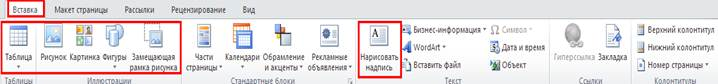 Вставка Макет страницы Рассылки Рецензирование Вид
Таблица Рисунок Картинка Фигуры Замещающая рамка рисунка Части страницы Календари Обрамление и акценты Рекламные объявления Нарисовать надпись Бизнес-информация WordArt Вставить файл Символ Дата и время Объект Гиперссылка Закладка Верхний колонтитул Нижний колонтитул Номер страницы
Таблицы Иллюстрации Стандартные блоки Текст Ссылки Колонтитулы